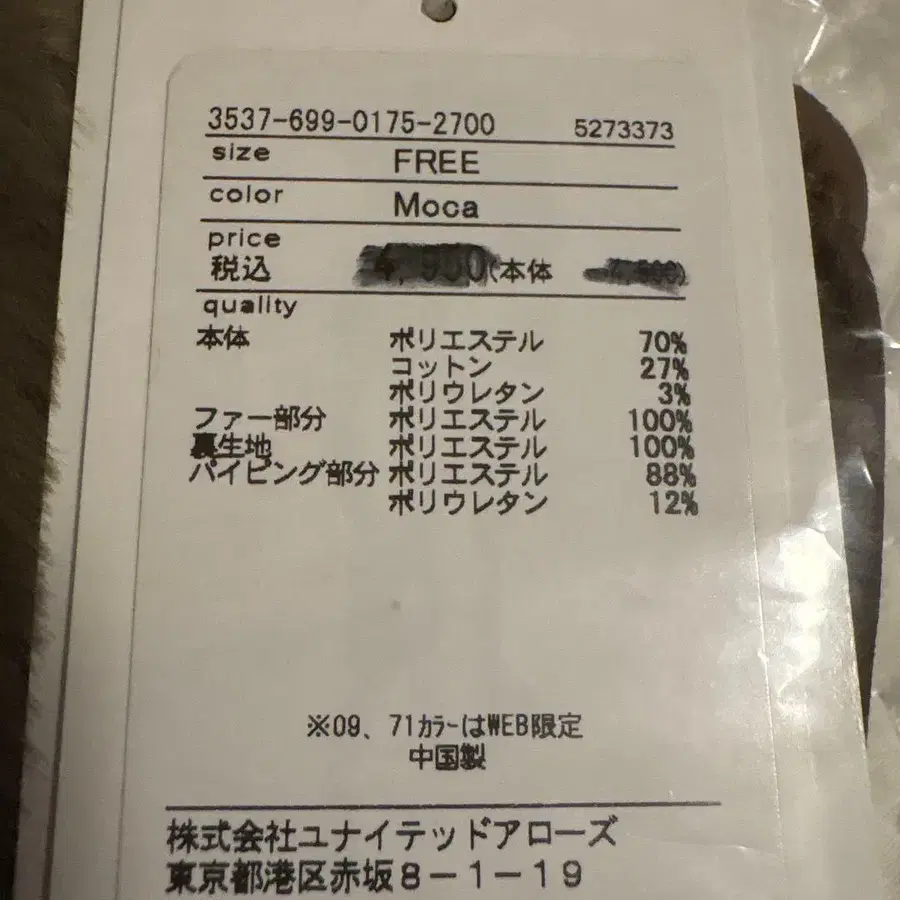 3537-699-0175-2700 5273373
size FREE
color Moca
price
税込 (本体
quality
本体 ポリエステル 70%
コットン 27%
ポリウレタン 3%
ファー部分 ポリエステル 100%
裏生地 ポリエステル 100%
パイピング部分 ポリエステル 88%
ポリウレタン 12%
※09、71カラーはWEB限定
中国製
株式会社ユナイテッドアローズ
東京都港区赤坂8-1-19